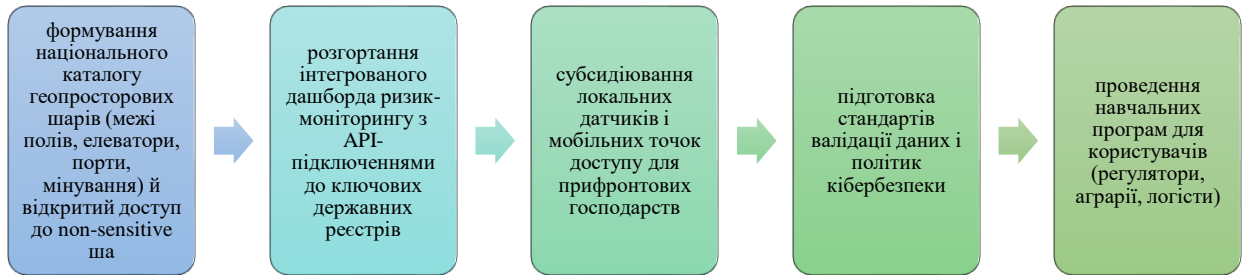 формування
національного
каталогу
геопросторових
шарів (межі
полів, елеватори,
порти,
мінування) й
відкритий доступ
до non-sensitive
ша
розгортання
інтегрованого
дашборда ризик-
моніторингу з
API-
підключеннями
до ключових
державних
реєстрів
субсидіювання
локальних
датчиків і
мобільних точок
доступу для
прифронтових
господарств
підготовка
стандартів
валідації даних і
політик
кібербезпеки
проведення
навчальних
програм для
користувачів
(регулятори,
аграрії, логісти)